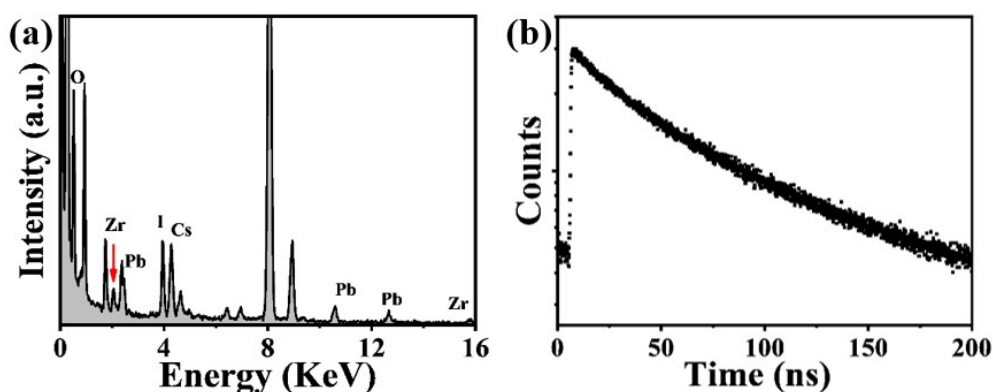 (a)
Intensity (a.u.)
O
Zr
Pb
I
Cs
Pb
Pb
Zr
0 4 8 12 16
Energy (KeV)
(b)
Counts
0 50 100 150 200
Time (ns)